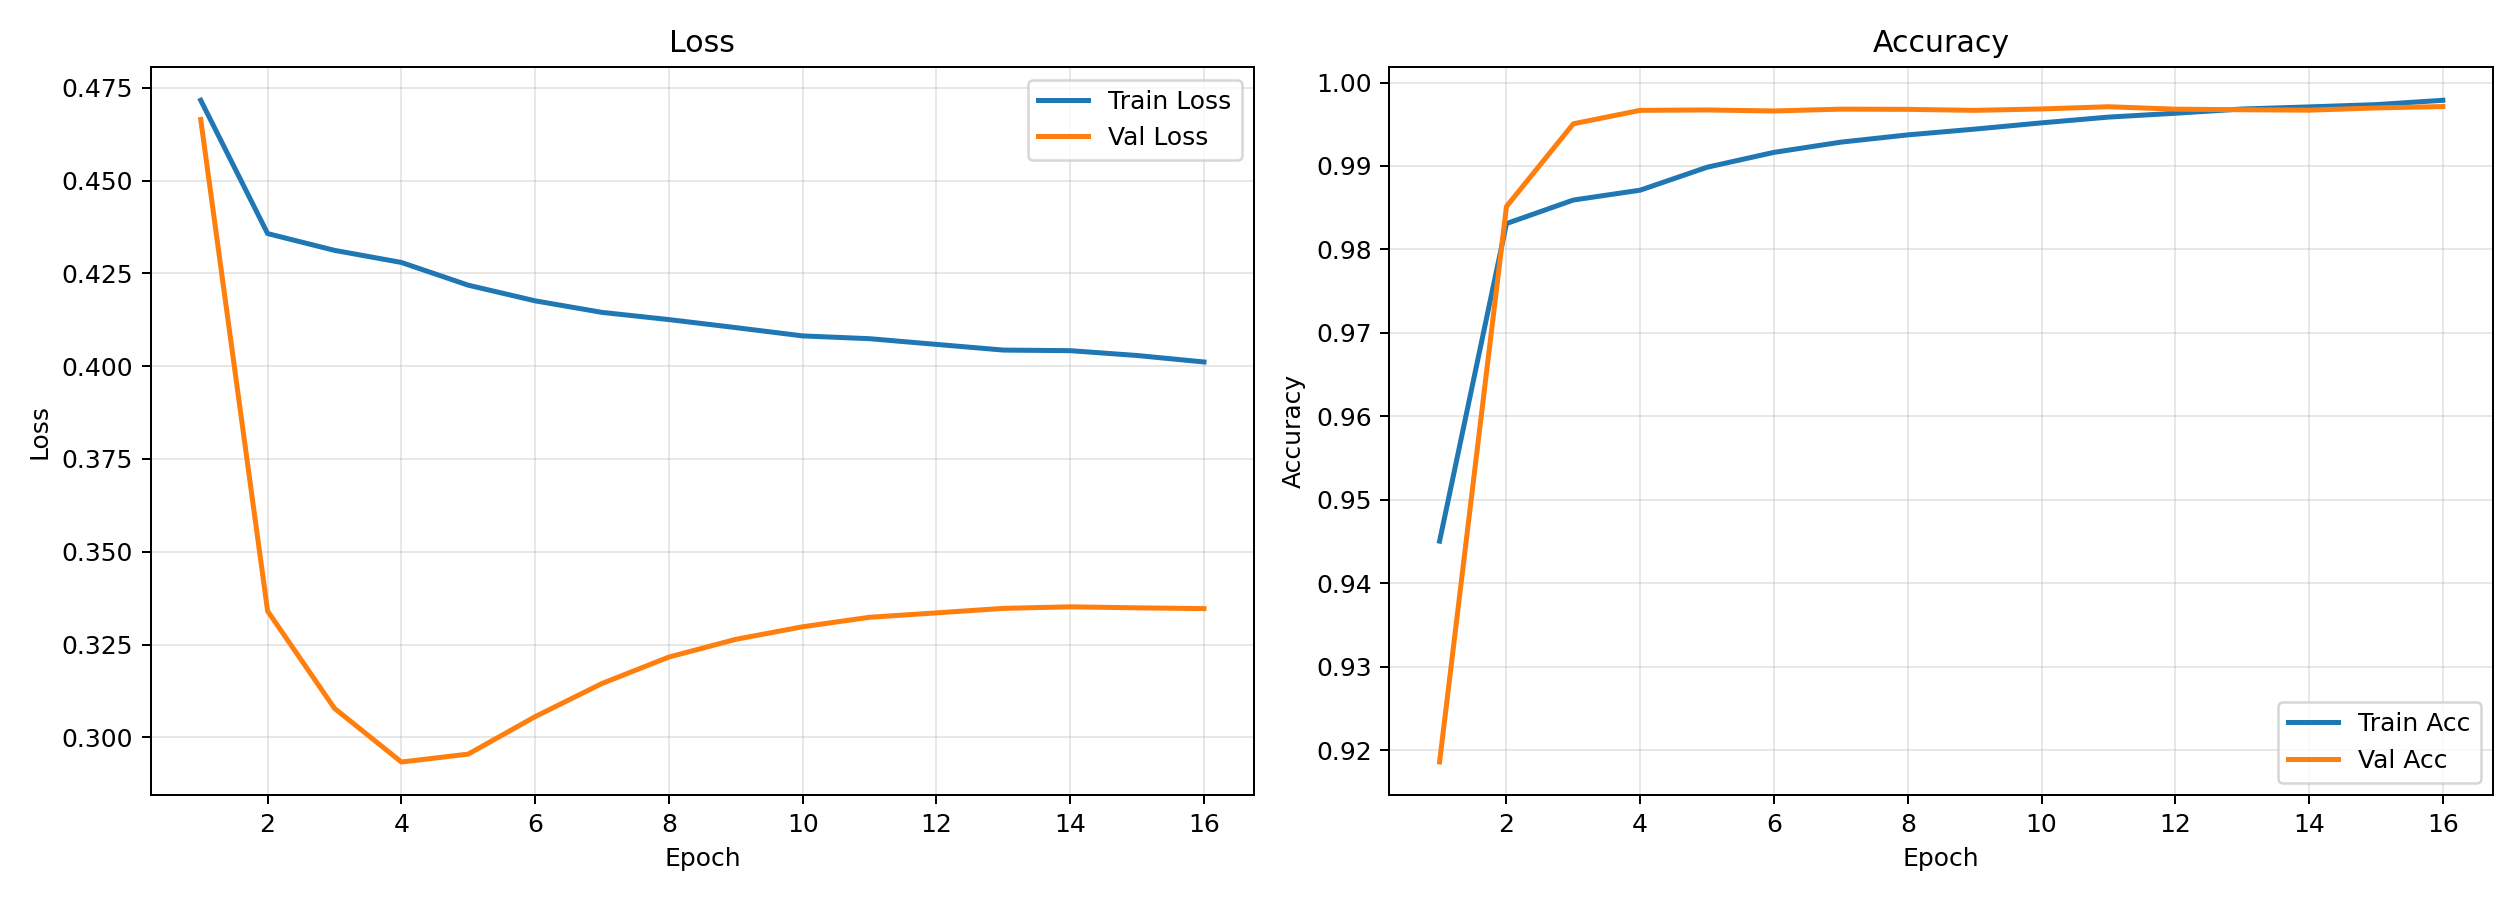 Loss
0.475
0.450
0.425
0.400
0.375
0.350
0.325
0.300
Loss
Train Loss
Val Loss
2 4 6 8 10 12 14 16
Epoch
Accuracy
1.00
0.99
0.98
0.97
0.96
0.95
0.94
0.93
0.92
Accuracy
Train Acc
Val Acc
2 4 6 8 10 12 14 16
Epoch